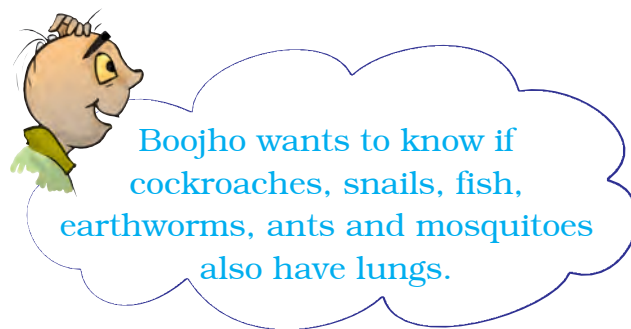 Boojho wants to know if
cockroaches, snails, fish,
earthworms, ants and mosquitoes
also have lungs.